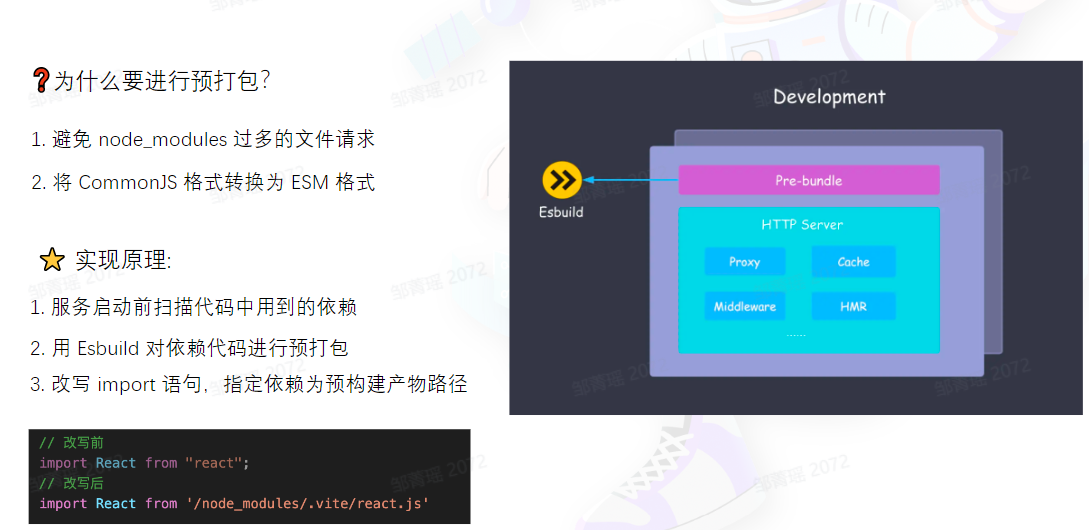 ❓为什么要进行预打包?
1. 避免 node_modules 过多的文件请求
2. 将 CommonJS 格式转换为 ESM 格式
⭐ 实现原理:
1. 服务启动前扫描代码中用到的依赖
2. 用 Esbuild 对依赖代码进行预打包
3. 改写 import 语句，指定依赖为预构建产物路径
// 改写前
import React from "react";
// 改写后
import React from '/node_modules/.vite/react.js'
Development
Esbuild
Pre-bundle
HTTP Server
Proxy
Cache
Middleware
HMR
......
邹菁瑶 2072